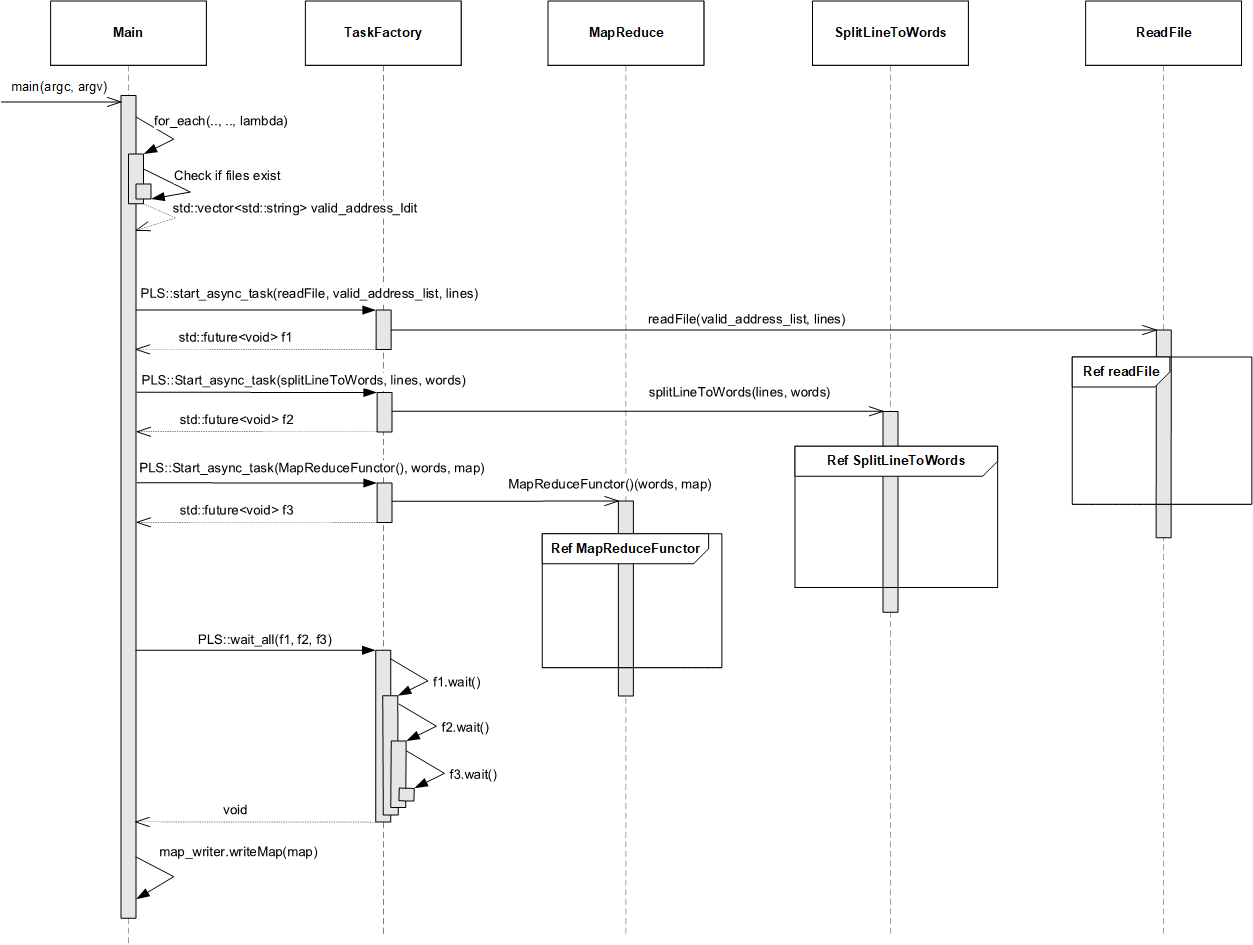 Main
TaskFactory
MapReduce
SplitLineToWords
ReadFile
main(argc, argv)
for_each(.., .., lambda)
Check if files exist
std::vector<std::string> valid_address_ldit
PLS::start_async_task(readFile, valid_address_list, lines)
readFile(valid_address_list, lines)
std::future<void> f1
Ref readFile
PLS::Start_async_task(splitLineToWords, lines, words)
splitLineToWords(lines, words)
std::future<void> f2
Ref SplitLineToWords
PLS::Start_async_task(MapReduceFunctor(), words, map)
MapReduceFunctor()(words, map)
std::future<void> f3
Ref MapReduceFunctor
PLS::wait_all(f1, f2, f3)
f1.wait()
f2.wait()
f3.wait()
void
map_writer.writeMap(map)